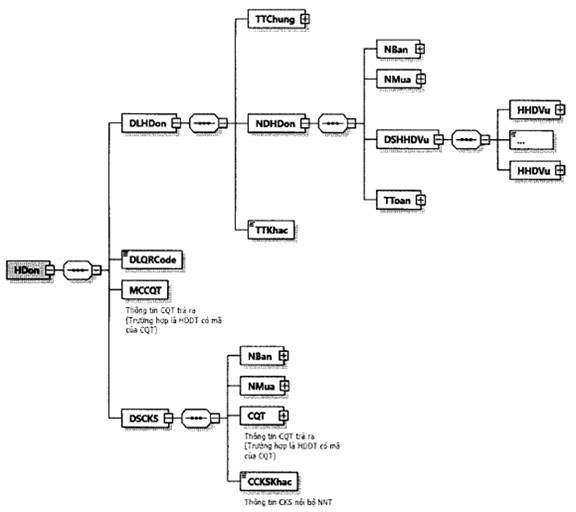 TTChung
NBan
NMua
HHDVu
DLHDon
NDHDon
DSHHDVu
...
HHDVu
TToan
TTKhac
DLQRCode
HDon
MCCQT
Thông tin CQT trả ra
(Trường hợp là HĐĐT có mã
của CQT)
NBan
NMua
DSCKS
CQT
Thông tin CQT trả ra
(Trường hợp là HĐĐT có mã
của CQT)
CCKSKhac
Thông tin CKS nội bộ NNT